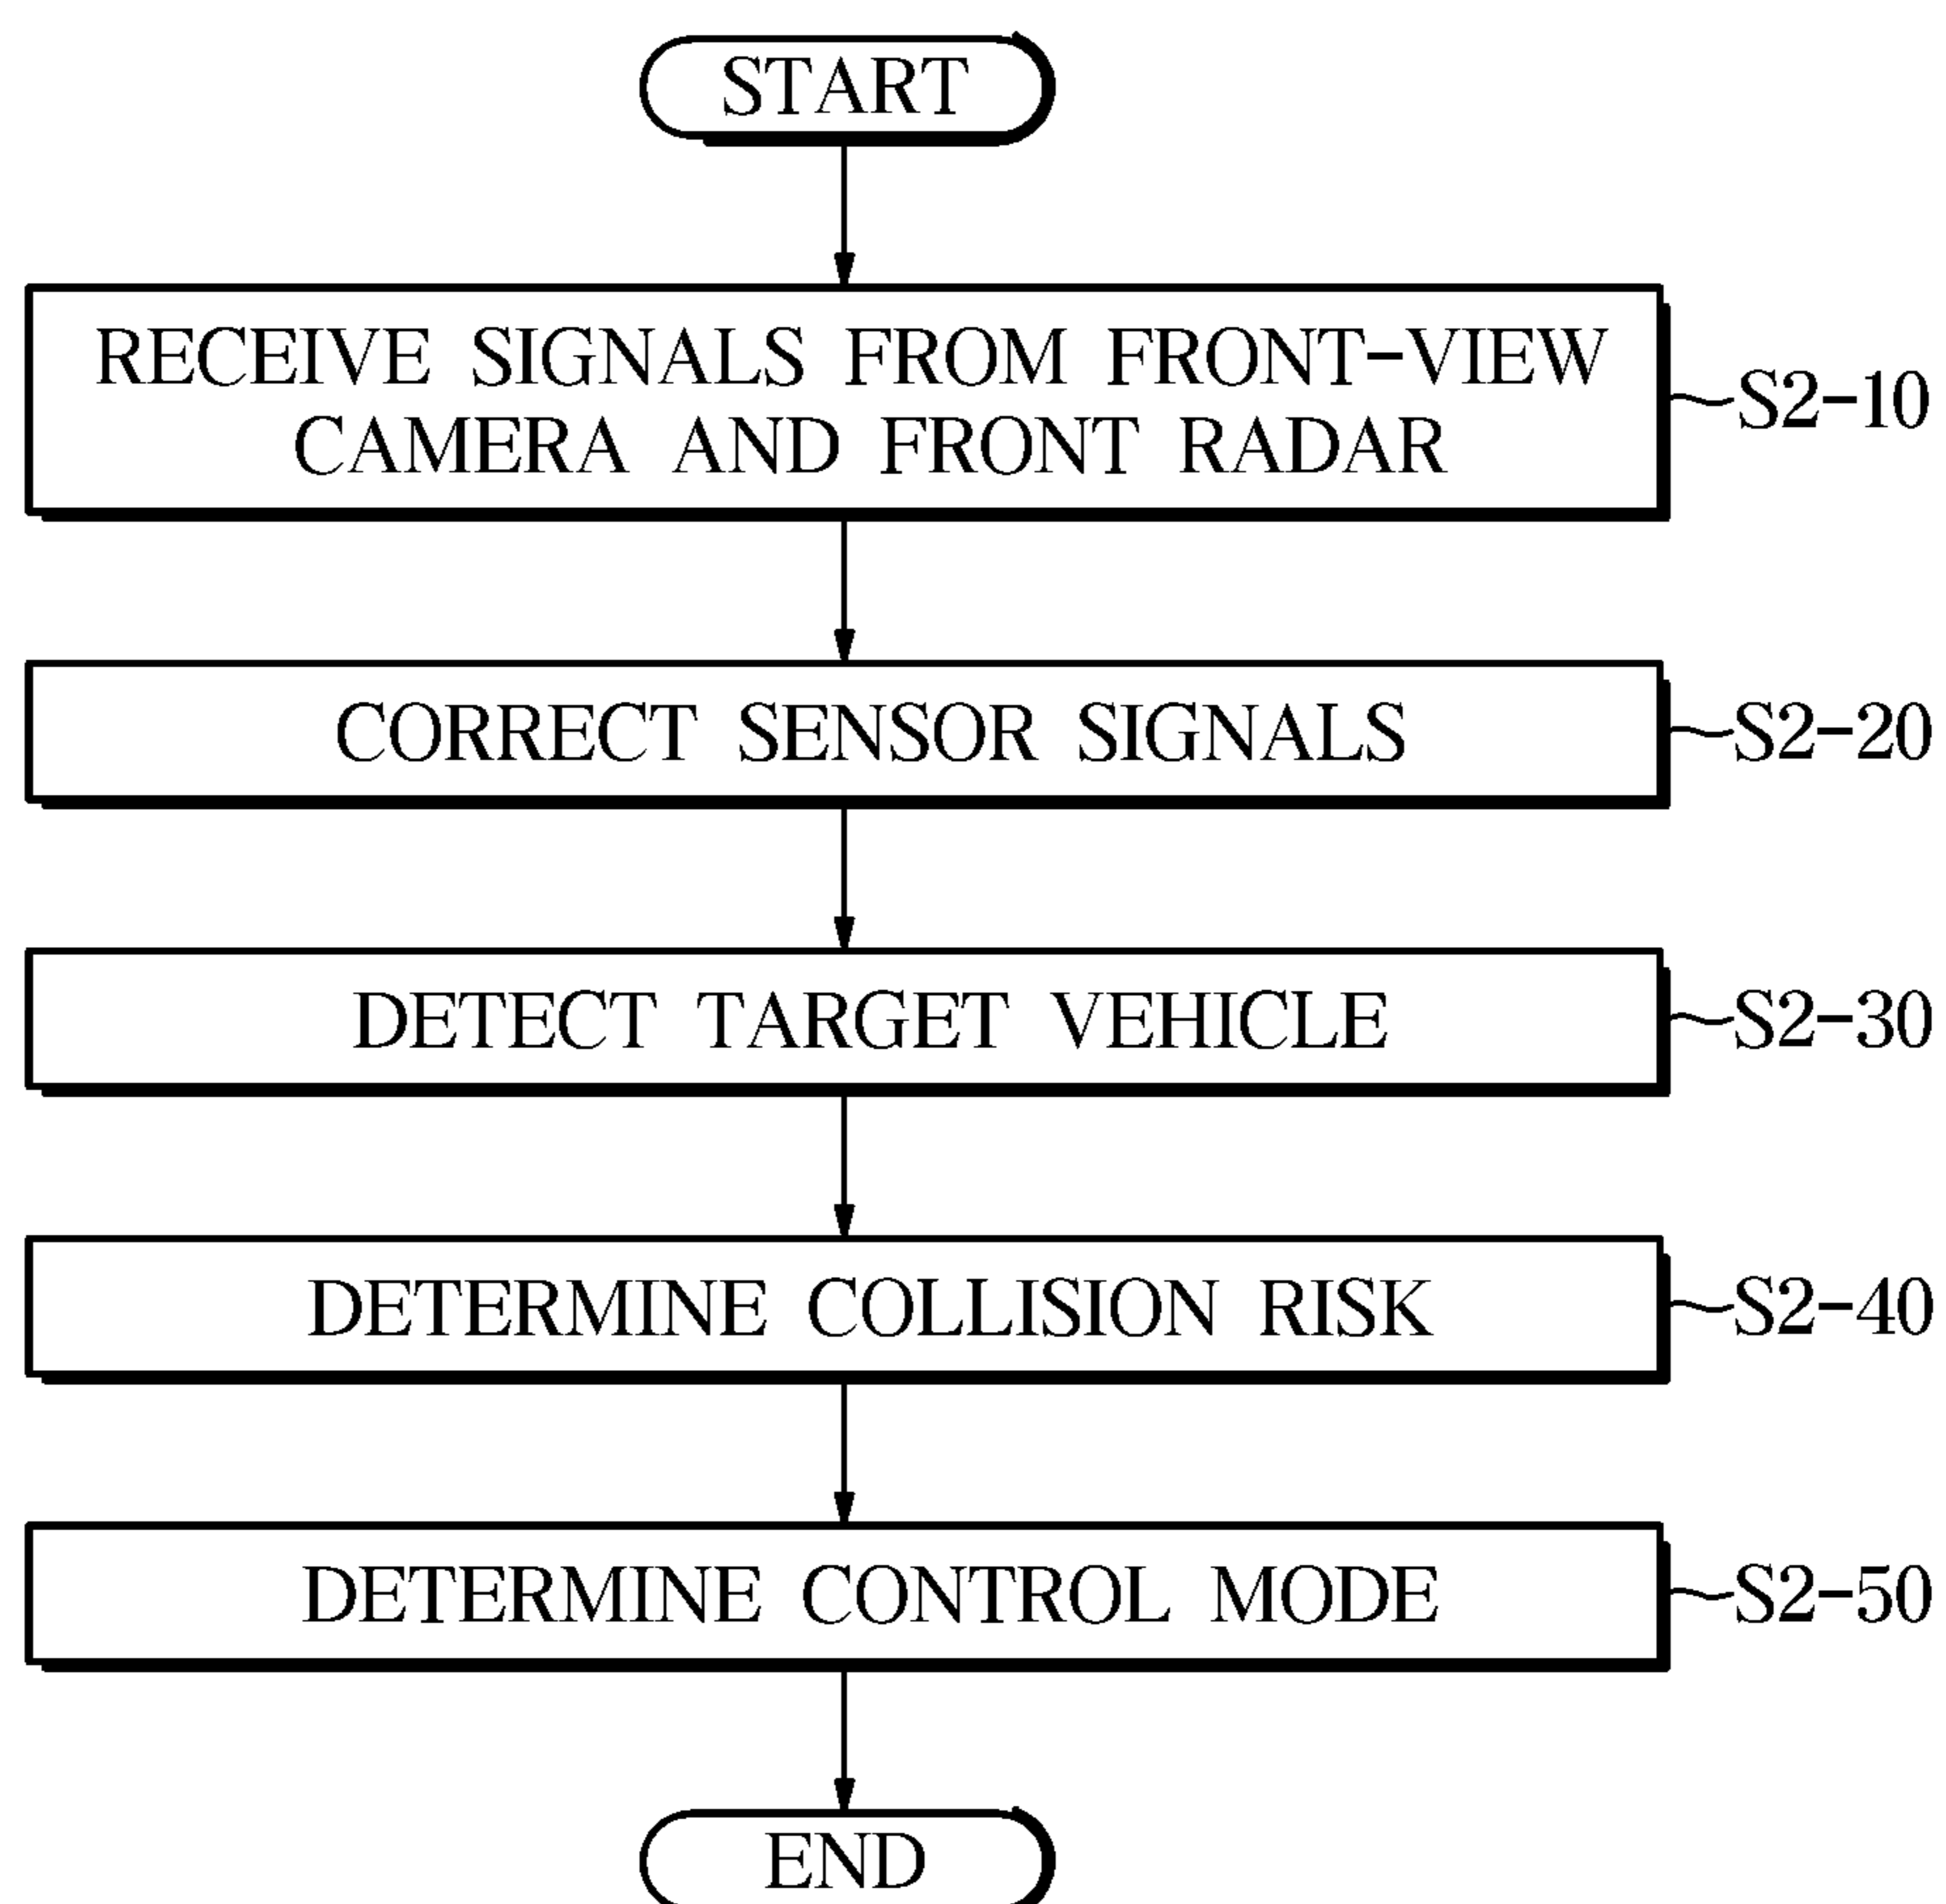 START
RECEIVE SIGNALS FROM FRONT-VIEW
CAMERA AND FRONT RADAR
S2-10
CORRECT SENSOR SIGNALS
S2-20
DETECT TARGET VEHICLE
S2-30
DETERMINE COLLISION RISK
S2-40
DETERMINE CONTROL MODE
S2-50
END